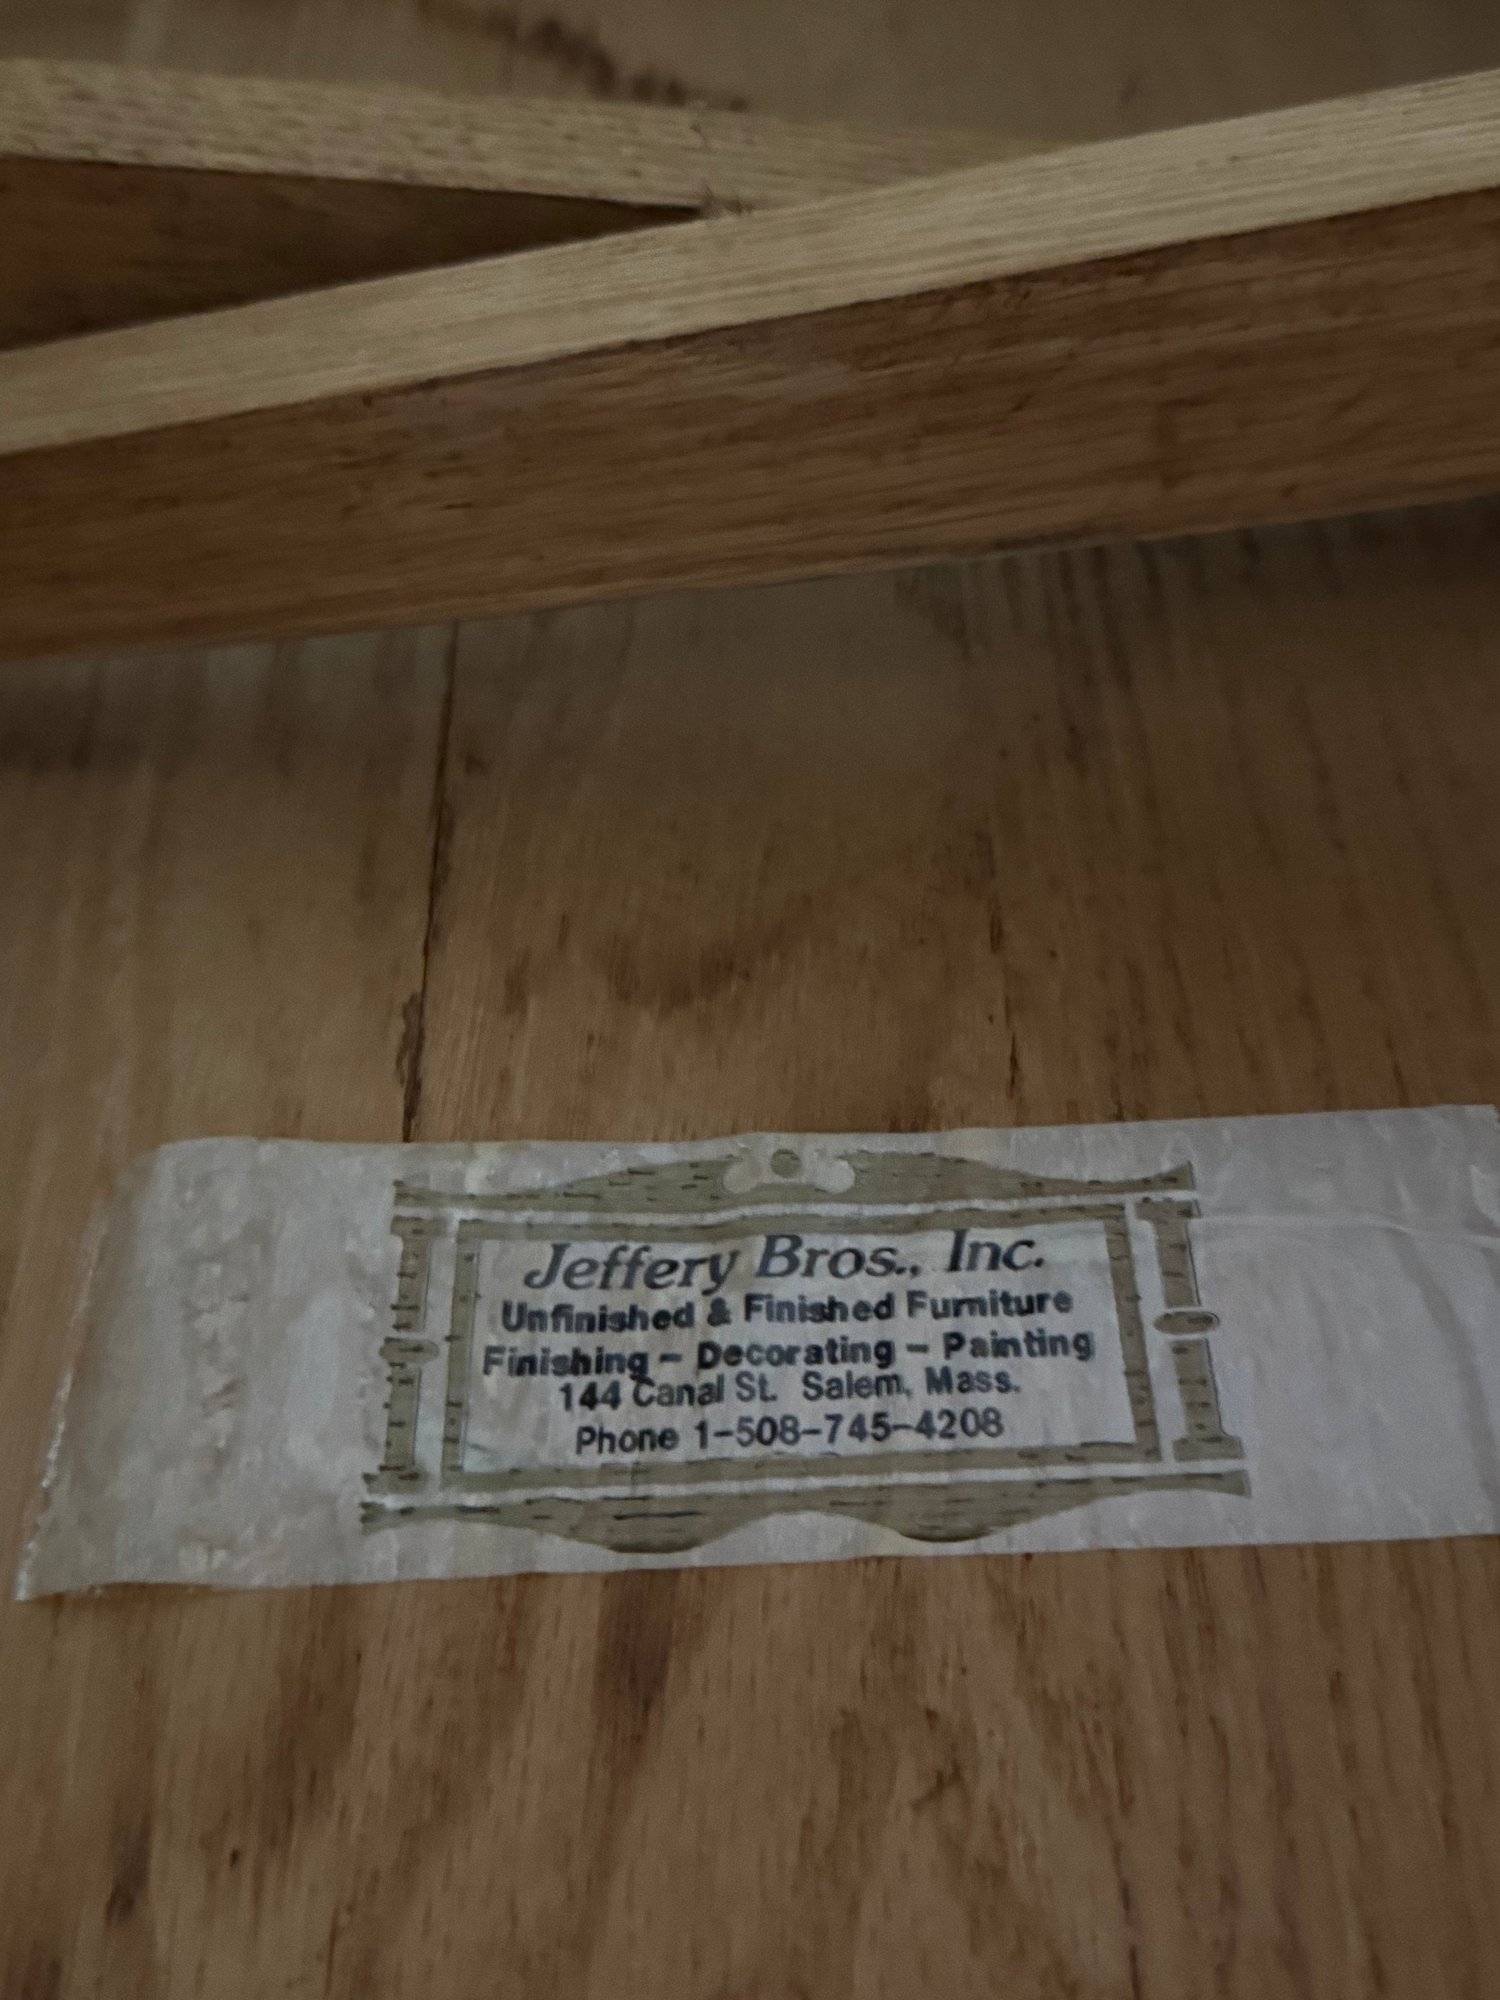 Jeffery Bros., Inc.
Unfinished & Finished Furniture
Finishing - Decorating - Painting
144 Canal St. Salem, Mass.
Phone 1-508-745-4208